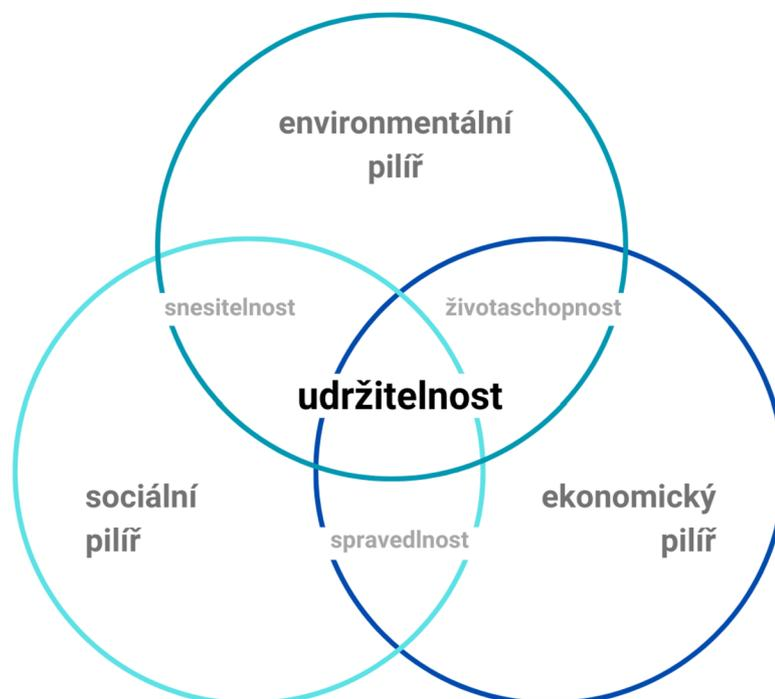 environmentální
pilíř
snesitelnost
životaschopnost
udržitelnost
sociální
pilíř
ekonomický
pilíř
spravedlnost